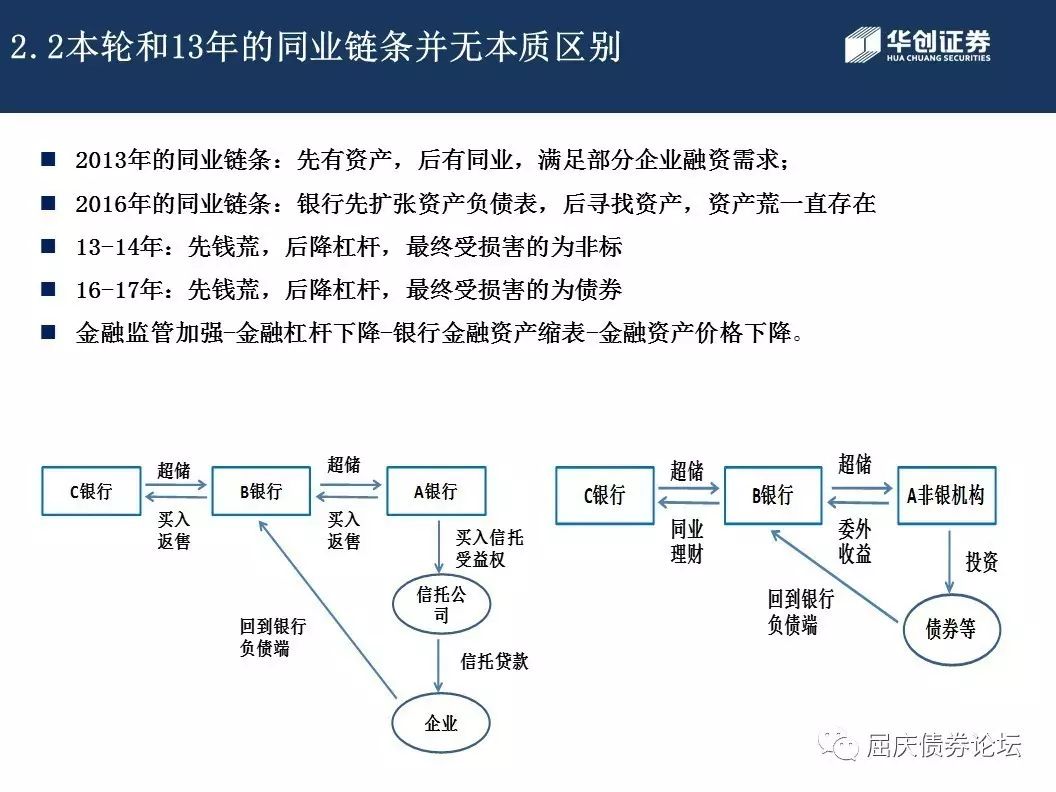 2.2本轮和13年的同业链条并无本质区别
华创证券
HUA CHUANG SECURITIES
■ 2013年的同业链条：先有资产，后有同业，满足部分企业融资需求；
■ 2016年的同业链条：银行先扩张资产负债表，后寻找资产，资产荒一直存在
■ 13-14年：先钱荒，后降杠杆，最终受损害的为非标
■ 16-17年：先钱荒，后降杠杆，最终受损害的为债券
■ 金融监管加强-金融杠杆下降-银行金融资产缩表-金融资产价格下降。
C银行
超储
买入
返售
B银行
超储
买入
返售
A银行
买入信托
受益权
信托公
司
信托贷款
企业
回到银行
负债端
C银行
超储
同业
理财
B银行
超储
委外
收益
A非银机构
投资
债券等
回到银行
负债端
屈庆债券论坛